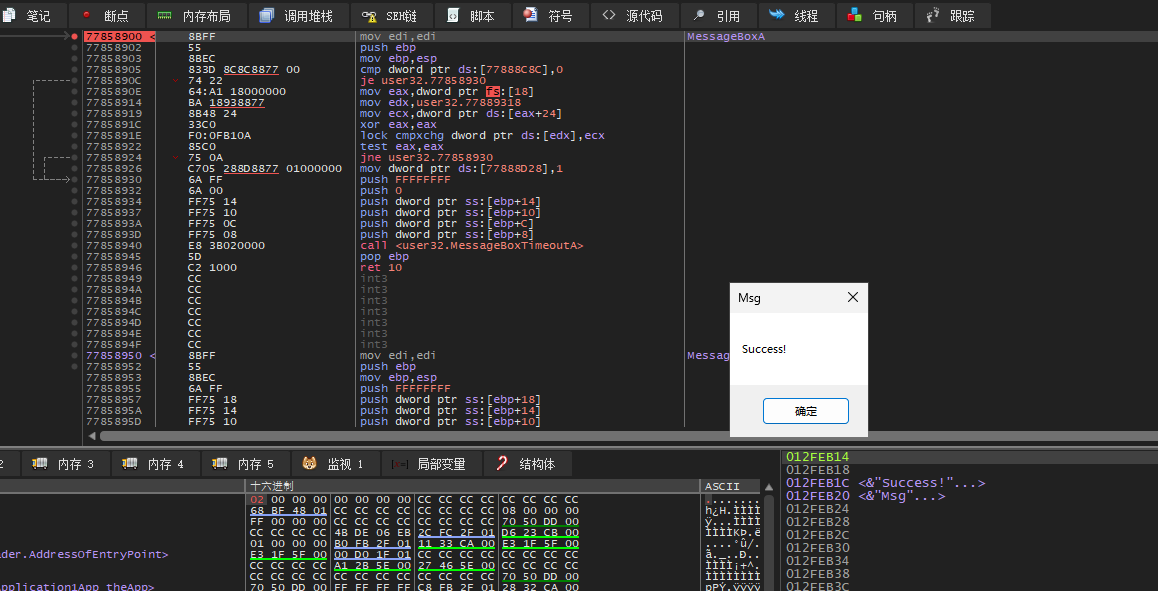 笔记 断点 内存布局 调用堆栈 SEH链 脚本 符号 源代码 引用 线程 句柄 跟踪
77858900 < 8BFF mov edi,edi MessageBoxA
77858902 55 push ebp
77858903 8BEC mov ebp,esp
77858905 833D 8C8C8877 00 cmp dword ptr ds:[77888C8C],0
7785890C 74 22 je user32.77858930
7785890E 64:A1 18000000 mov eax,dword ptr fs:[18]
77858914 BA 18938877 mov edx,user32.77889318
77858919 8B48 24 mov ecx,dword ptr ds:[eax+24]
7785891C 33C0 xor eax,eax
7785891E F0:0FB10A lock cmpxchg dword ptr ds:[edx],ecx
77858922 85C0 test eax,eax
77858924 75 0A jne user32.77858930
77858926 C705 288D8877 01000000 mov dword ptr ds:[77888D28],1
77858930 6A FF push FFFFFFFF
77858932 6A 00 push 0
77858934 FF75 14 push dword ptr ss:[ebp+14]
77858937 FF75 10 push dword ptr ss:[ebp+10]
7785893A FF75 0C push dword ptr ss:[ebp+C]
7785893D FF75 08 push dword ptr ss:[ebp+8]
77858940 E8 3B020000 call <user32.MessageBoxTimeoutA>
77858945 5D pop ebp
77858946 C2 1000 ret 10
77858949 CC int3
7785894A CC int3
7785894B CC int3
7785894C CC int3
7785894D CC int3
7785894E CC int3
7785894F CC int3
77858950 < 8BFF mov edi,edi Messag
77858952 55 push ebp
77858953 8BEC mov ebp,esp
77858955 6A FF push FFFFFFFF
77858957 FF75 18 push dword ptr ss:[ebp+18]
7785895A FF75 14 push dword ptr ss:[ebp+14]
7785895D FF75 10 push dword ptr ss:[ebp+10]
Msg
Success!
确定
2 内存 3 内存 4 内存 5 监视 1 局部变量 结构体
十六进制 ASCII
02 00 00 00 00 00 00 00 CC CC CC CC CC CC CC CC
68 BF 48 01 CC CC CC CC CC CC CC CC 08 00 00 00
FF 00 00 00 CC CC CC CC CC CC CC CC 70 50 DD 00
CC CC CC CC 4B DE 06 EB 2C FC 2F 01 D6 23 CB 00
01 00 00 00 B0 FB 2F 01 11 33 CA 00 E3 1F 5F 00
E3 1F 5F 00 00 D0 1F 01 CC CC CC CC CC CC CC CC
CC CC CC CC A1 2B 5E 00 27 46 5E 00 CC CC CC CC
CC CC CC CC CC CC CC CC CC CC CC CC 70 50 DD 00
70 50 DD 00 FF FF FF FF C8 FB 2F 01 28 32 CA 00
der.AddressOfEntryPoint>
pplication1App theApp>
012FEB14
012FEB18
012FEB1C <&"Success!"...>
012FEB20 <&"Msg"...>
012FEB24
012FEB28
012FEB2C
012FEB30
012FEB34
012FEB38
012FEB3C